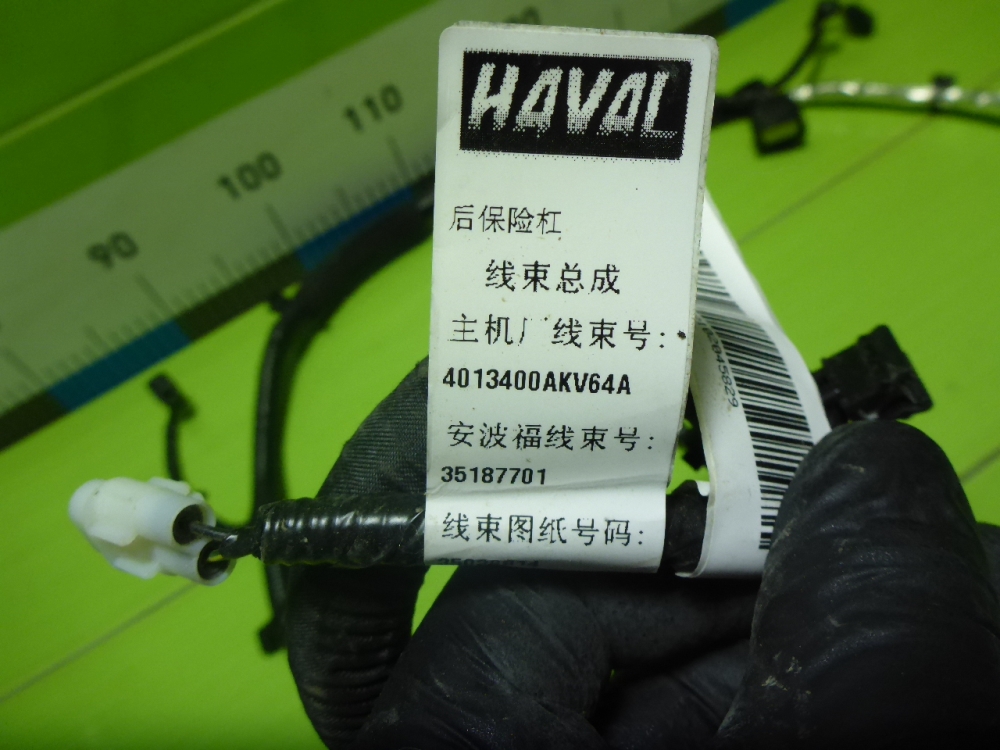 HAVAL
后保险杠
线束总成
主机厂线束号:
4013400AKV64A
安波福线束号:
35187701
线束图纸号码:
90
100
110